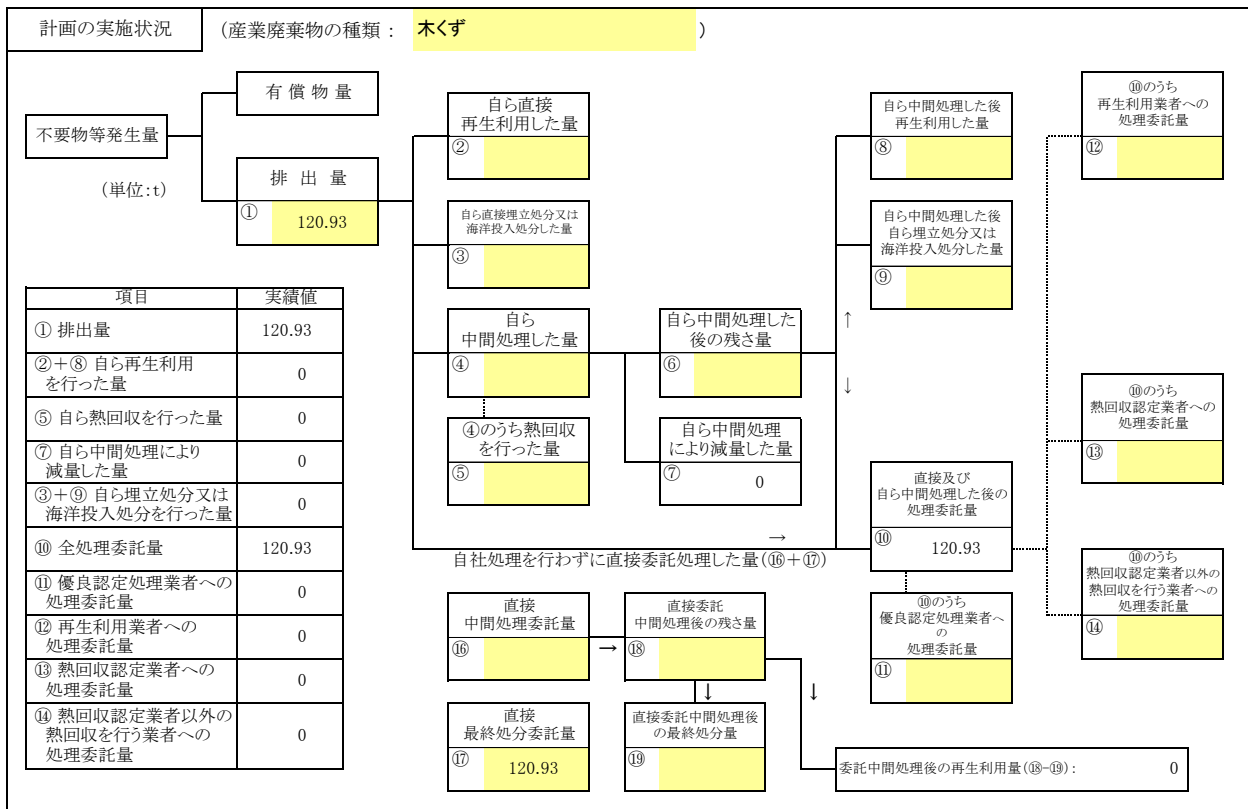 計画の実施状況
(産業廃棄物の種類 : 木くず )
不要物等発生量
(単位:t)
有 償 物 量
排 出 量
① 120.93
自ら直接
再生利用した量
②
自ら直接埋立処分又は
海洋投入処分した量
③
自ら
中間処理した量
④
④のうち熱回収
を行った量
⑤
自ら中間処理した
後の残さ量
⑥
自ら中間処理
により減量した量
⑦ 0
自ら中間処理した後
再生利用した量
⑧
自ら中間処理した後
自ら埋立処分又は
海洋投入処分した量
⑨
↑
↓
直接及び
自ら中間処理した後の
処理委託量
⑩ 120.93
⑩のうち
再生利用業者への
処理委託量
⑫
⑩のうち
熱回収認定業者への
処理委託量
⑬
⑩のうち
熱回収認定業者以外の
熱回収を行う業者への
処理委託量
⑭
→
自社処理を行わずに直接委託処理した量(⑯+⑰)
直接
中間処理委託量
⑯
→
直接委託
中間処理後の残さ量
⑱
↓
↓
⑩のうち
優良認定処理業者へ
の
処理委託量
⑪
直接
最終処分委託量
⑰ 120.93
直接委託中間処理後
の最終処分量
⑲
委託中間処理後の再生利用量(⑱-⑲) : 0
項目 実績値
① 排出量 120.93
②+⑧ 自ら再生利用
を行った量 0
⑤ 自ら熱回収を行った量 0
⑦ 自ら中間処理により
減量した量 0
③+⑨ 自ら埋立処分又は
海洋投入処分を行った量 0
⑩ 全処理委託量 120.93
⑪ 優良認定処理業者への
処理委託量 0
⑫ 再生利用業者への
処理委託量 0
⑬ 熱回収認定業者への
処理委託量 0
⑭ 熱回収認定業者以外の
熱回収を行う業者への
処理委託量 0